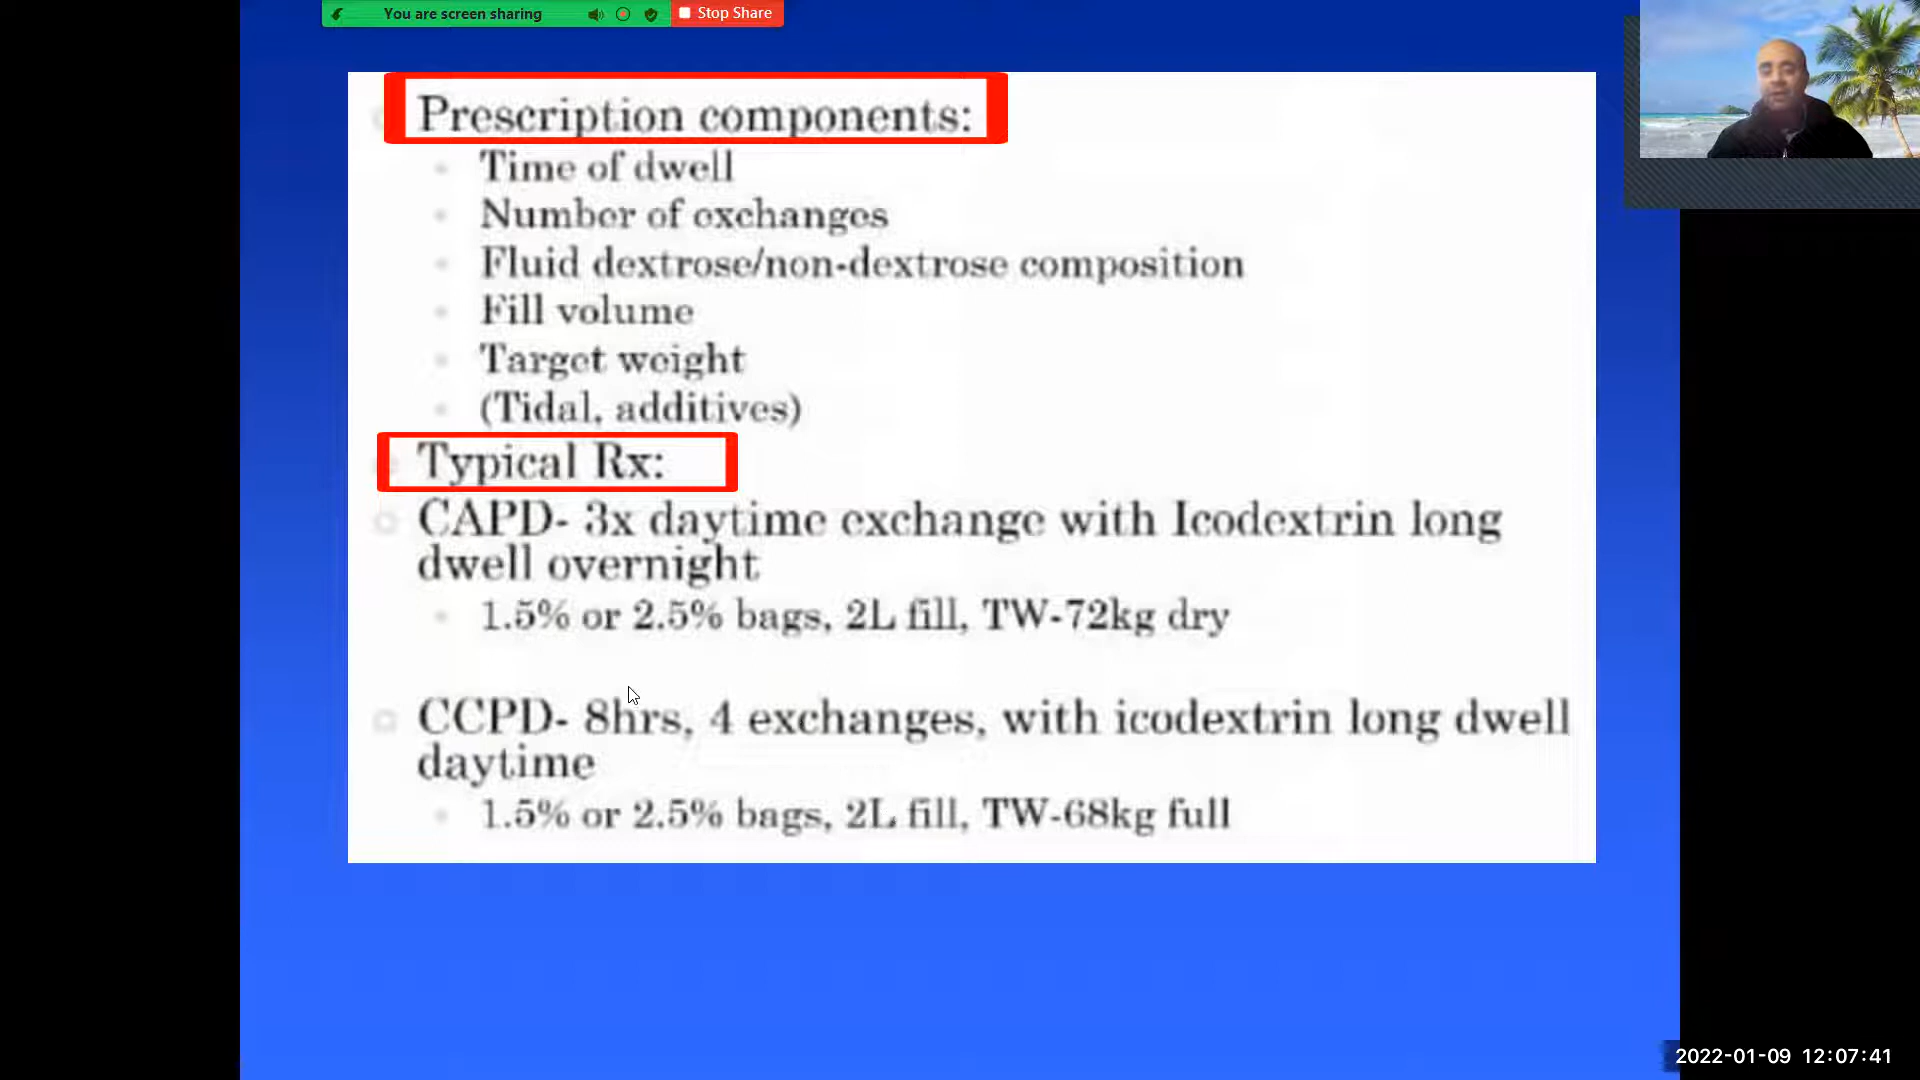 You are screen sharing
Stop Share
Prescription components:
Time of dwell
Number of exchanges
Fluid dextrose/non-dextrose composition
Fill volume
Target weight
(Tidal, additives)
Typical Rx:
CAPD- 3x daytime exchange with Icodextrin long
dwell overnight
1.5% or 2.5% bags, 2L fill, TW-72kg dry
CCPD- 8hrs, 4 exchanges, with icodextrin long dwell
daytime
1.5% or 2.5% bags, 2L fill, TW-68kg full
2022-01-09 12:07:41